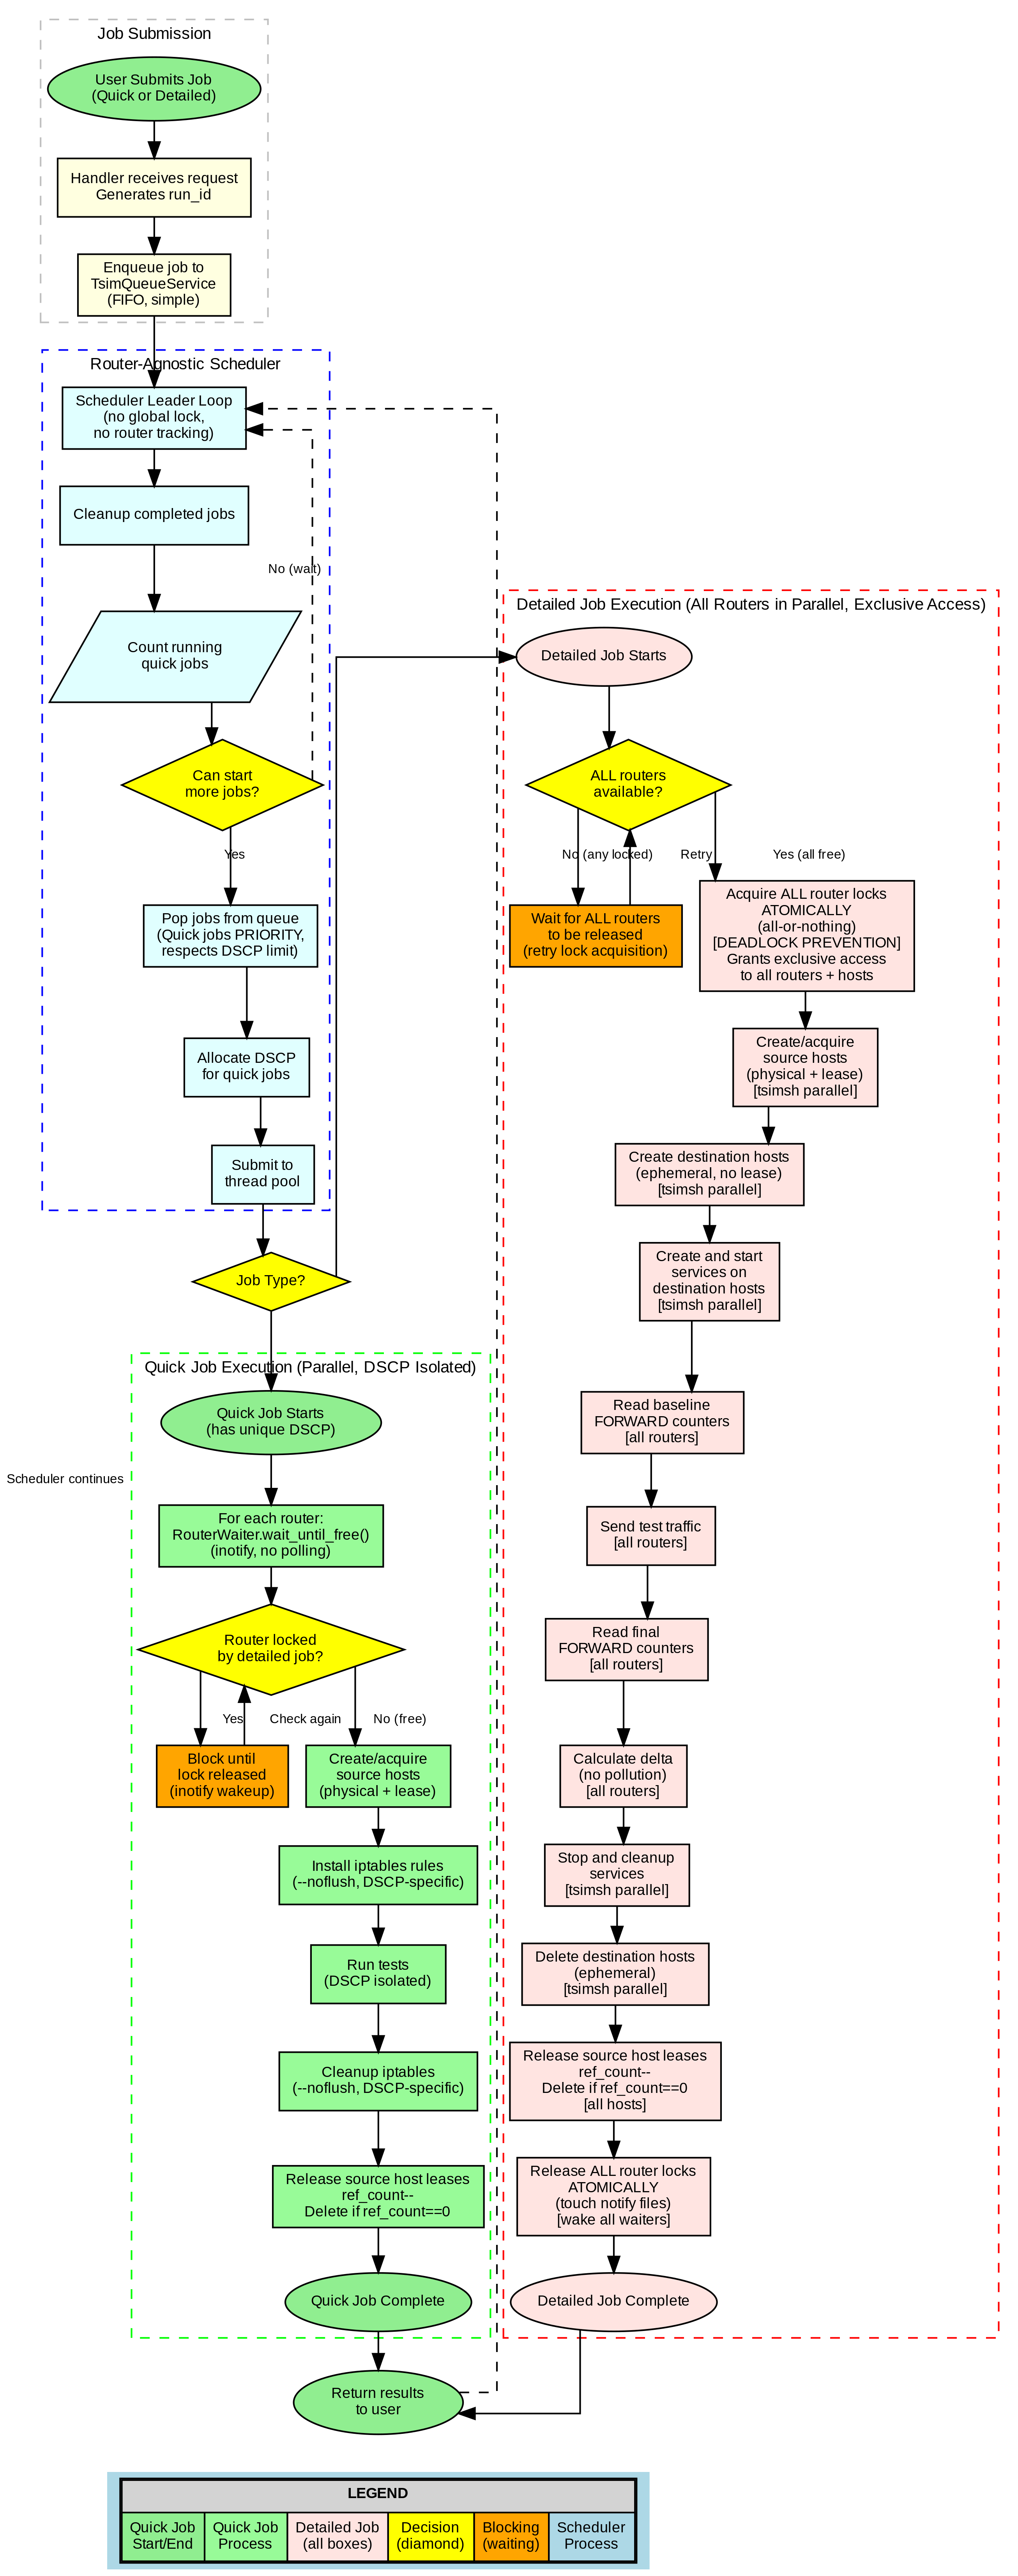 Job Submission
User Submits Job
(Quick or Detailed)
Handler receives request
Generates run_id
Enqueue job to
TsimQueueService
(FIFO, simple)
Router-Agnostic Scheduler
Scheduler Leader Loop
(no global lock,
no router tracking)
Cleanup completed jobs
No (wait)
Count running
quick jobs
Can start
more jobs?
Yes
Pop jobs from queue
(Quick jobs PRIORITY,
respects DSCP limit)
Allocate DSCP
for quick jobs
Submit to
thread pool
Job Type?
Detailed Job Execution (All Routers in Parallel, Exclusive Access)
Detailed Job Starts
ALL routers
available?
No (any locked)
Retry
Yes (all free)
Wait for ALL routers
to be released
(retry lock acquisition)
Acquire ALL router locks
ATOMICALLY
(all-or-nothing)
[DEADLOCK PREVENTION]
Grants exclusive access
to all routers + hosts
Create/acquire
source hosts
(physical + lease)
[tsimsh parallel]
Create destination hosts
(ephemeral, no lease)
[tsimsh parallel]
Create and start
services on
destination hosts
[tsimsh parallel]
Read baseline
FORWARD counters
[all routers]
Send test traffic
[all routers]
Read final
FORWARD counters
[all routers]
Calculate delta
(no pollution)
[all routers]
Stop and cleanup
services
[tsimsh parallel]
Delete destination hosts
(ephemeral)
[tsimsh parallel]
Release source host leases
ref_count--
Delete if ref_count==0
[all hosts]
Release ALL router locks
ATOMICALLY
(touch notify files)
[wake all waiters]
Detailed Job Complete
Quick Job Execution (Parallel, DSCP Isolated)
Quick Job Starts
(has unique DSCP)
Scheduler continues
For each router:
RouterWaiter.wait_until_free()
(inotify, no polling)
Router locked
by detailed job?
Yes
Check again
No (free)
Block until
lock released
(inotify wakeup)
Create/acquire
source hosts
(physical + lease)
Install iptables rules
(--noflush, DSCP-specific)
Run tests
(DSCP isolated)
Cleanup iptables
(--noflush, DSCP-specific)
Release source host leases
ref_count--
Delete if ref_count==0
Quick Job Complete
Return results
to user
LEGEND
Quick Job
Start/End
Quick Job
Process
Detailed Job
(all boxes)
Decision
(diamond)
Blocking
(waiting)
Scheduler
Process